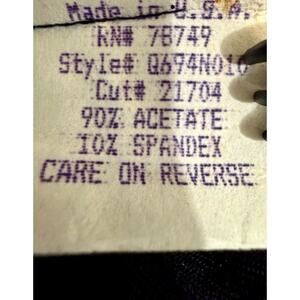 Made in U.S.A.
RN# 78749
Style# Q694N010
Cut# 21704
90% ACETATE
10% SPANDEX
CARE ON REVERSE